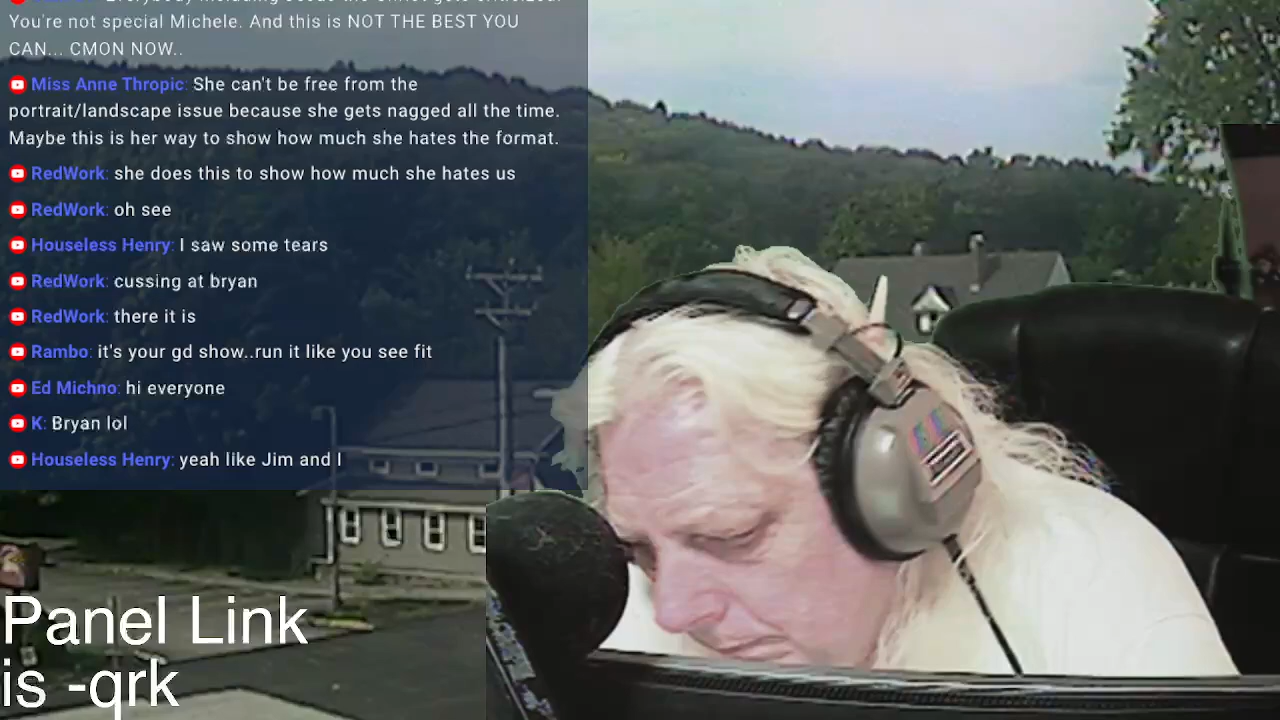 You're not special Michele. And this is NOT THE BEST YOU
CAN... CMON NOW..
Miss Anne Thropic: She can't be free from the
portrait/landscape issue because she gets nagged all the time.
Maybe this is her way to show how much she hates the format.
RedWork: she does this to show how much she hates us
RedWork: oh see
Houseless Henry: I saw some tears
RedWork: cussing at bryan
RedWork: there it is
Rambo: it's your gd show..run it like you see fit
Ed Michno: hi everyone
K: Bryan lol
Houseless Henry: yeah like Jim and I
Panel Link
is -qrk